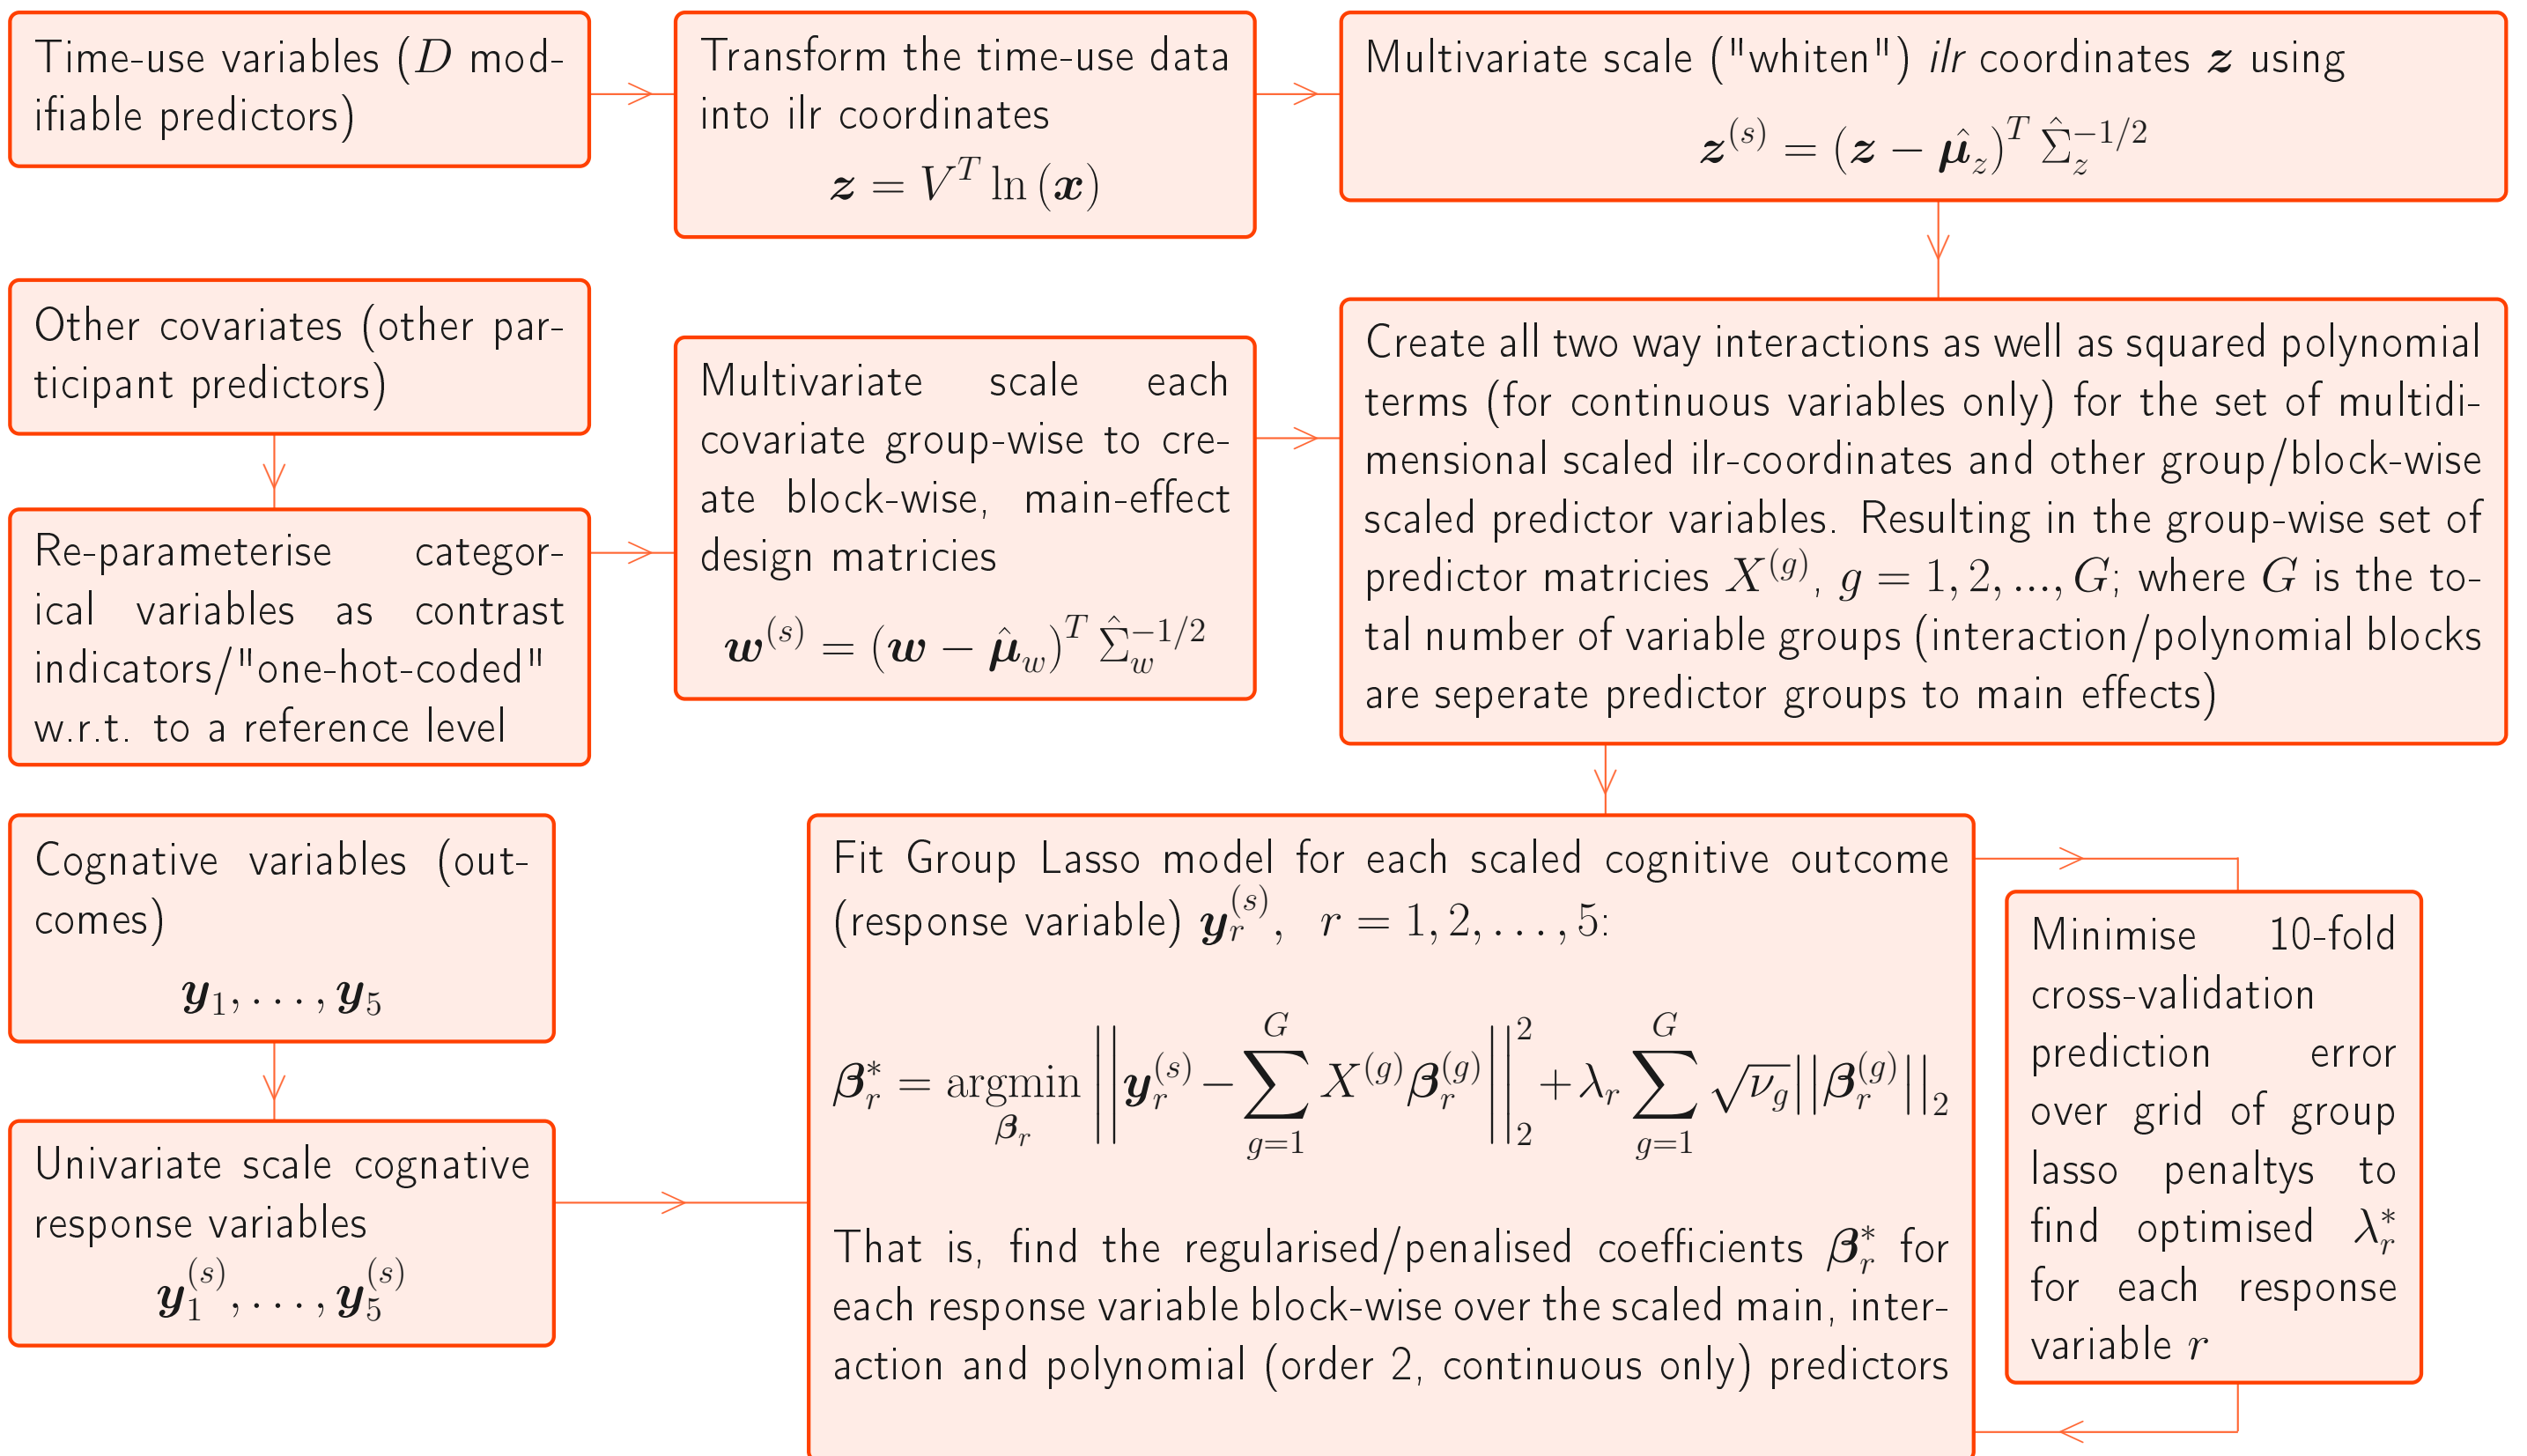 Time-use variables (D mod-
ifiable predictors)
Transform the time-use data
into ilr coordinates
z = V^T ln (x)
Multivariate scale ("whiten") ilr coordinates z using
z^(s) = (z − μ̂_z)^T Σ̂_z^{−1/2}
Other covariates (other par-
ticipant predictors)
Re-parameterise categor-
ical variables as contrast
indicators/"one-hot-coded"
w.r.t. to a reference level
Multivariate scale each
covariate group-wise to cre-
ate block-wise, main-effect
design matricies
w^(s) = (w − μ̂_w)^T Σ̂_w^{−1/2}
Create all two way interactions as well as squared polynomial
terms (for continuous variables only) for the set of multidi-
mensional scaled ilr-coordinates and other group/block-wise
scaled predictor variables. Resulting in the group-wise set of
predictor matricies X^(g), g = 1, 2, ..., G; where G is the to-
tal number of variable groups (interaction/polynomial blocks
are seperate predictor groups to main effects)
Cognative variables (out-
comes)
y_1, . . . , y_5
Univariate scale cognative
response variables
y_1^(s), . . . , y_5^(s)
Fit Group Lasso model for each scaled cognitive outcome
(response variable) y_r^(s), r = 1, 2, . . . , 5:
β_r^* = argmin_{β_r} ||y_r^(s) − ∑_{g=1}^{G} X^(g) β_r^(g)||_2^2 + λ_r ∑_{g=1}^{G} √ν_g ||β_r^(g)||_2
That is, find the regularised/penalised coefficients β_r^* for
each response variable block-wise over the scaled main, inter-
action and polynomial (order 2, continuous only) predictors
Minimise 10-fold
cross-validation
prediction error
over grid of group
lasso penaltys to
find optimised λ_r^*
for each response
variable r